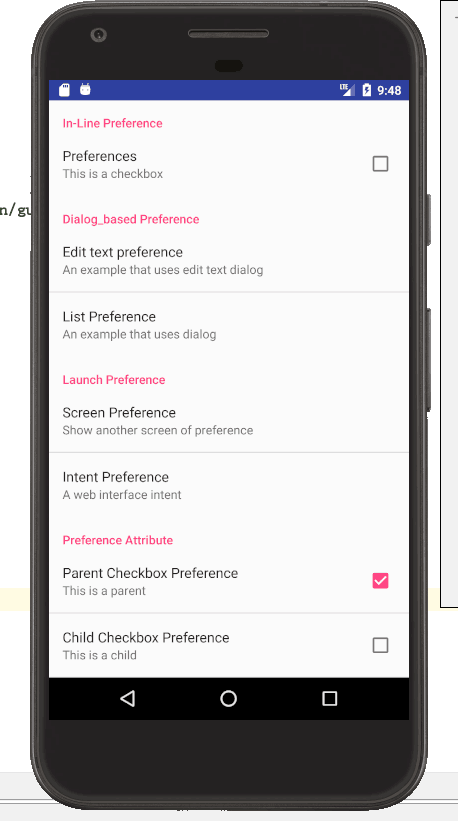 LTE 9:48
In-Line Preference
Preferences
This is a checkbox
n/gu
Dialog_based Preference
Edit text preference
An example that uses edit text dialog
List Preference
An example that uses dialog
Launch Preference
Screen Preference
Show another screen of preference
Intent Preference
A web interface intent
Preference Attribute
Parent Checkbox Preference
This is a parent
Child Checkbox Preference
This is a child